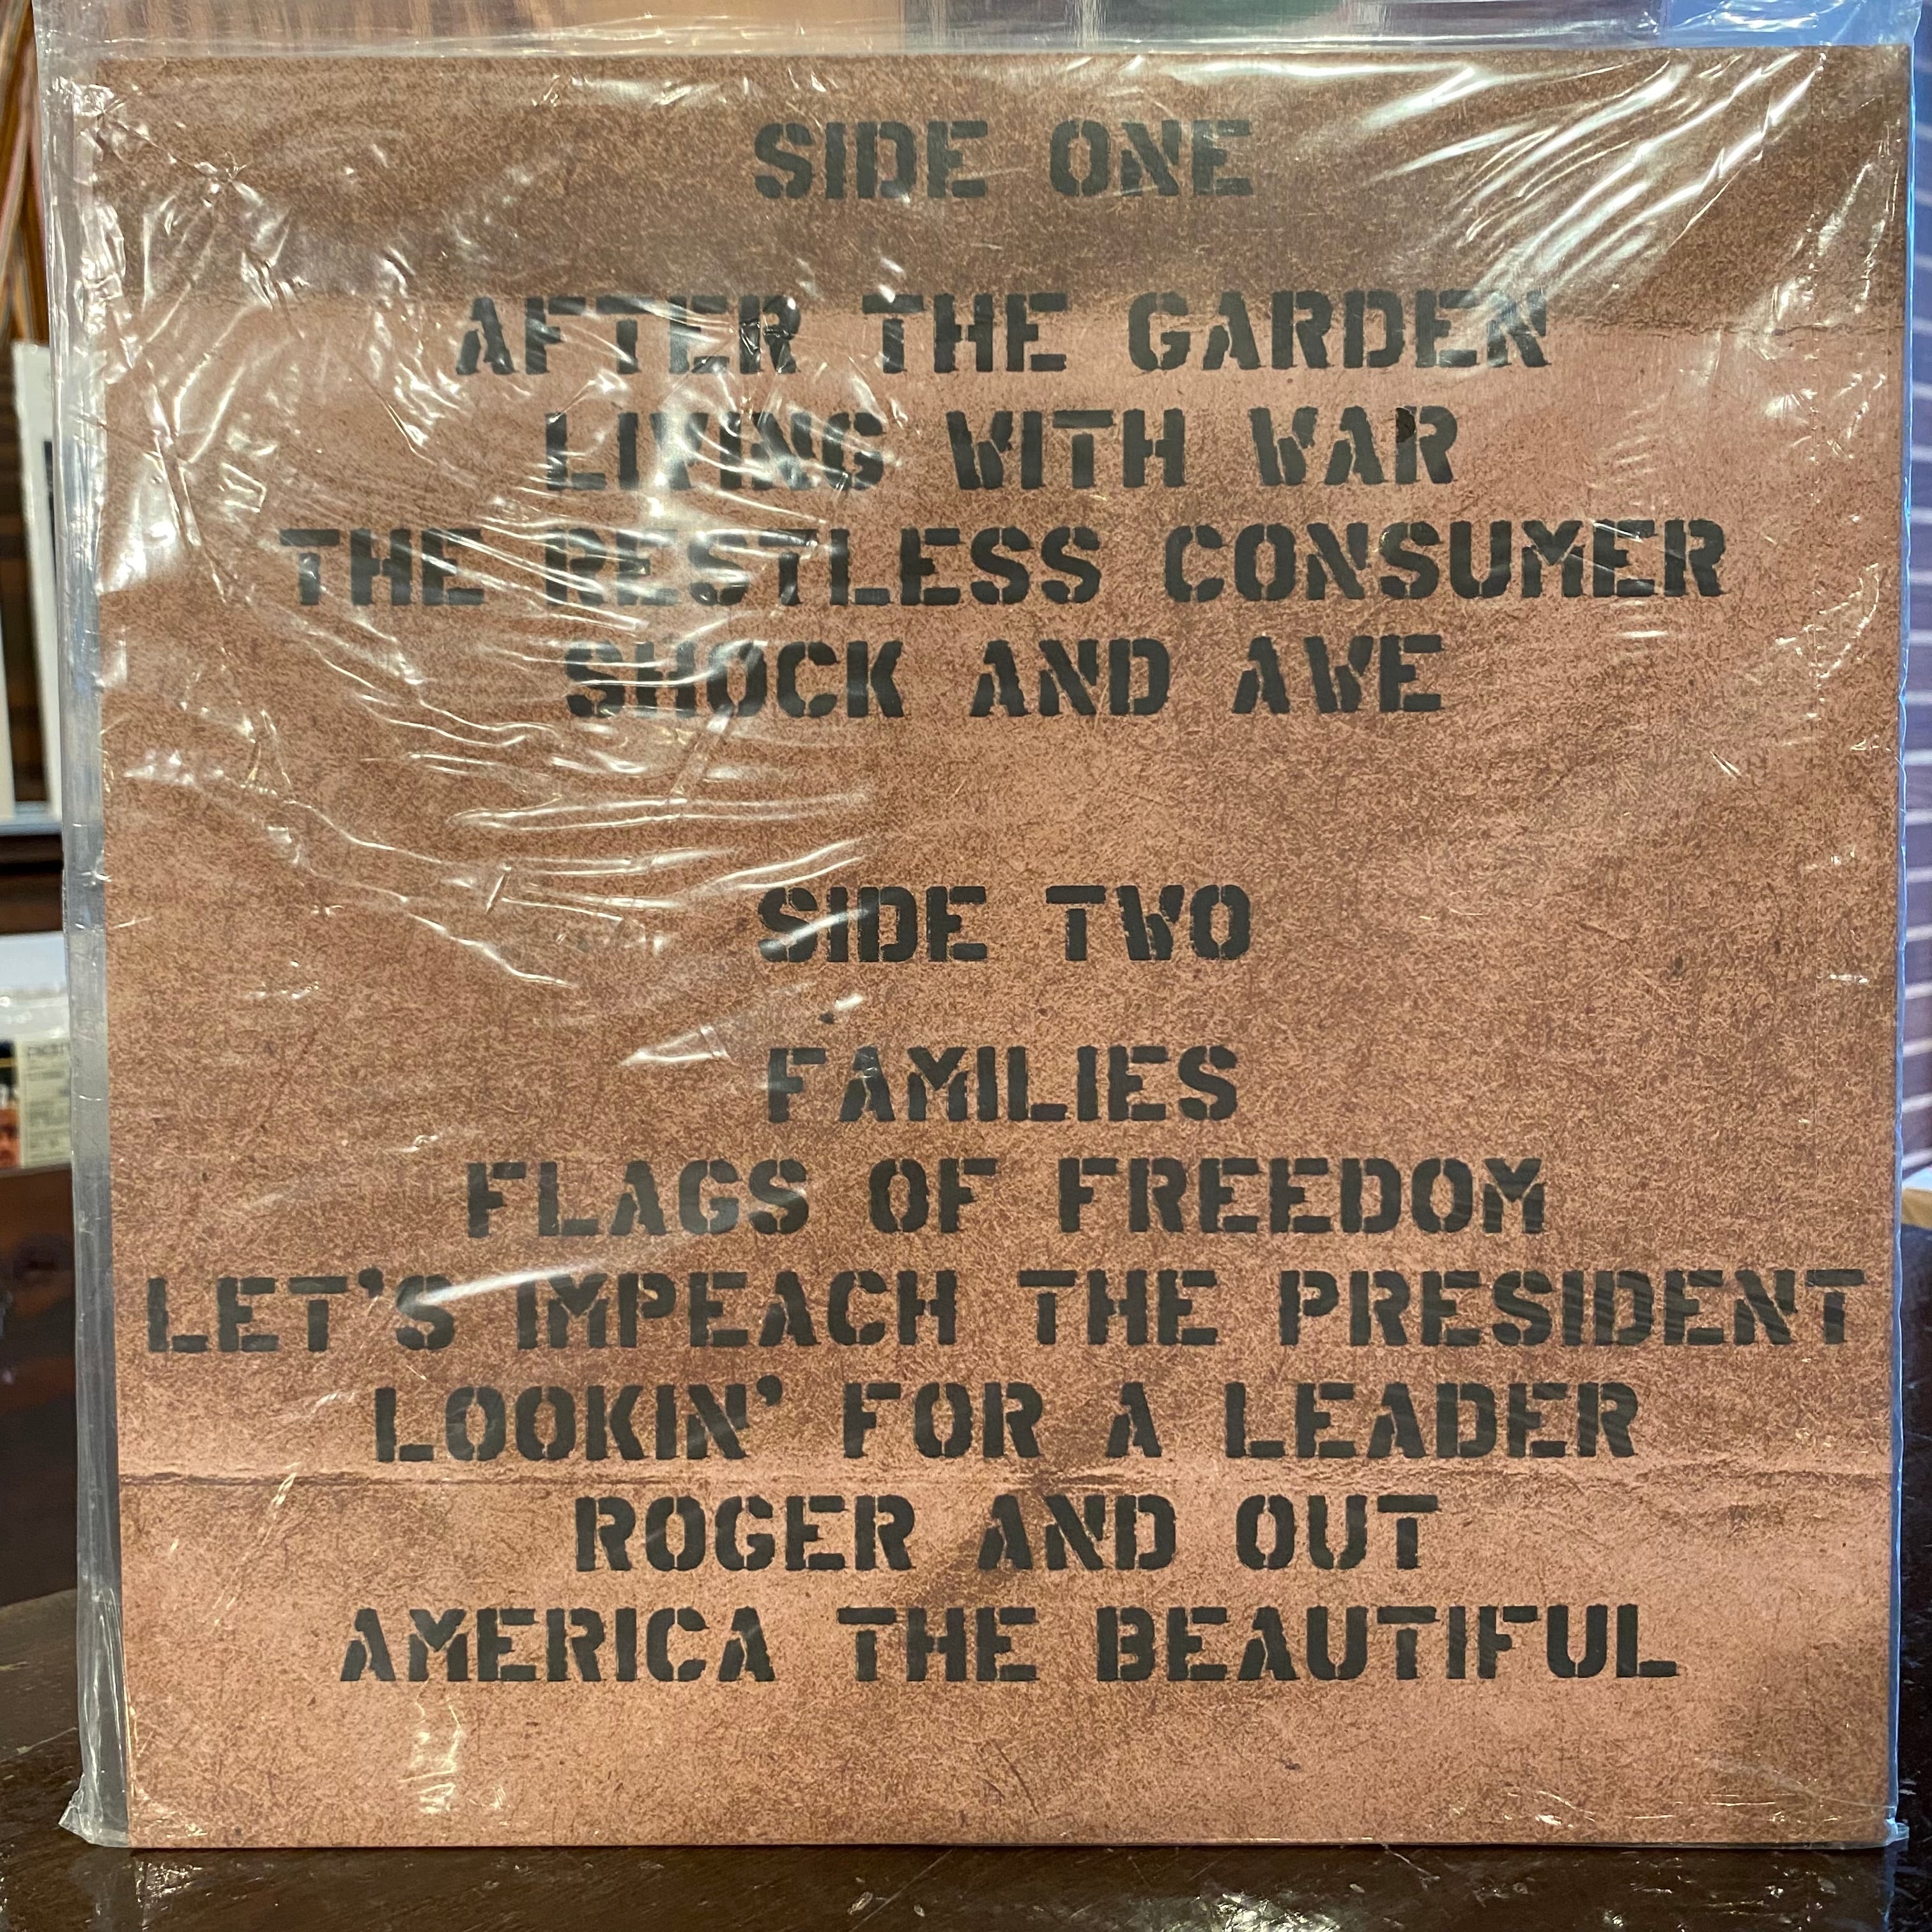 SIDE ONE
AFTER THE GARDEN
LIVING WITH WAR
THE RESTLESS CONSUMER
SHOCK AND AWE
SIDE TWO
FAMILIES
FLAGS OF FREEDOM
LET'S IMPEACH THE PRESIDENT
LOOKIN' FOR A LEADER
ROGER AND OUT
AMERICA THE BEAUTIFUL